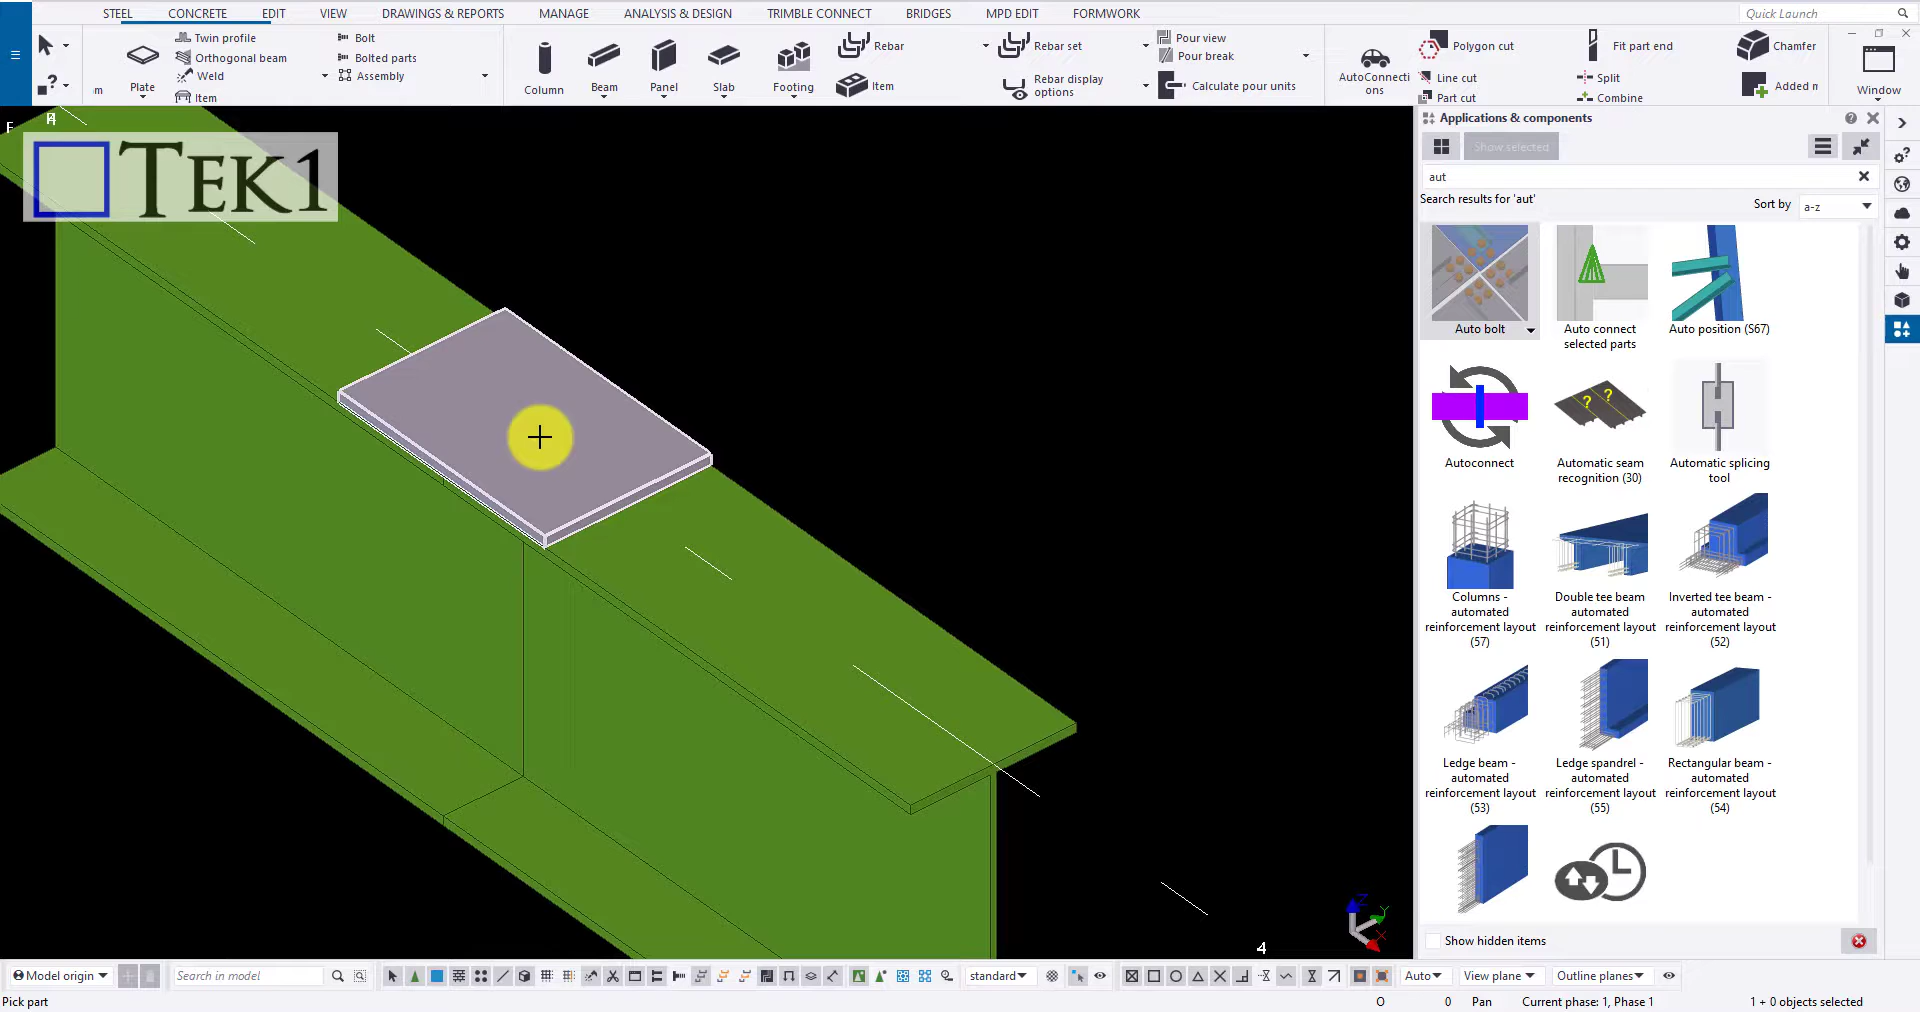 STEEL CONCRETE EDIT VIEW DRAWINGS & REPORTS MANAGE ANALYSIS & DESIGN TRIMBLE CONNECT BRIDGES MPD EDIT FORMWORK Quick Launch
Twin profile
Orthogonal beam
Weld
Item
Plate
Bolt
Bolted parts
Assembly
Column
Beam
Panel
Slab
Footing
Rebar
Item
Rebar set
Rebar display
options
Pour view
Pour break
Calculate pour units
AutoConnecti
ons
Polygon cut
Line cut
Part cut
Fit part end
Split
Combine
Chamfer
Added m
Window
TEK1
Applications & components
Show selected
aut
Search results for 'aut'
Sort by
a-z
Auto bolt
Auto connect
selected parts
Auto position (S67)
Autoconnect
Automatic seam
recognition (30)
Automatic splicing
tool
Columns -
automated
reinforcement layout
(57)
Double tee beam
automated
reinforcement layout
(51)
Inverted tee beam -
automated
reinforcement layout
(52)
Ledge beam -
automated
reinforcement layout
(53)
Ledge spandrel -
automated
reinforcement layout
(55)
Rectangular beam -
automated
reinforcement layout
(54)
Show hidden items
F
Z
Y
X
4
Model origin
Search in model
standard
Auto
View plane
Outline planes
Pick part
O
0
Pan
Current phase: 1, Phase 1
1 + 0 objects selected